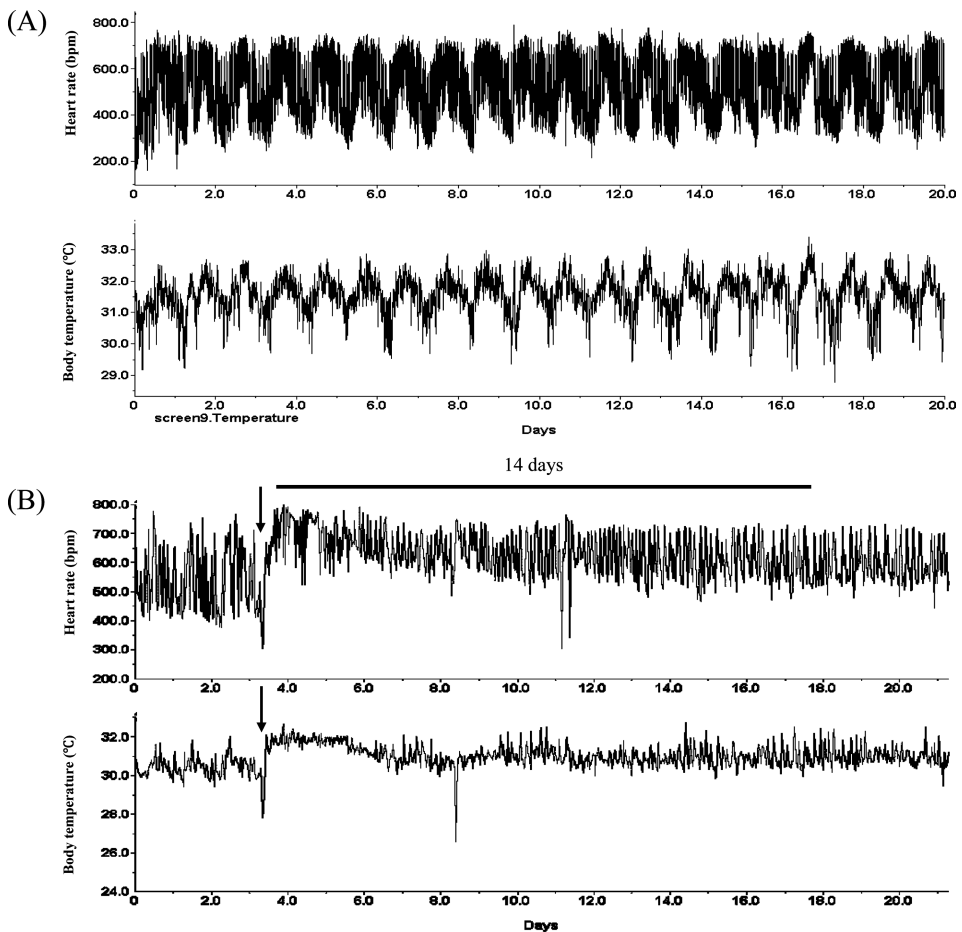 (A)
Heart rate (bpm)
800.0
600.0
400.0
200.0
0 2.0 4.0 6.0 8.0 10.0 12.0 14.0 16.0 18.0 20.0
Body temperature (°C)
33.0
32.0
31.0
30.0
29.0
0 2.0 4.0 6.0 8.0 10.0 12.0 14.0 16.0 18.0 20.0
screen9.Temperature
Days
14 days
(B)
Heart rate (bpm)
800.0
700.0
600.0
500.0
400.0
300.0
200.0
0 2.0 4.0 6.0 8.0 10.0 12.0 14.0 16.0 18.0 20.0
Body temperature (°C)
32.0
30.0
28.0
26.0
24.0
0 2.0 4.0 6.0 8.0 10.0 12.0 14.0 16.0 18.0 20.0
Days